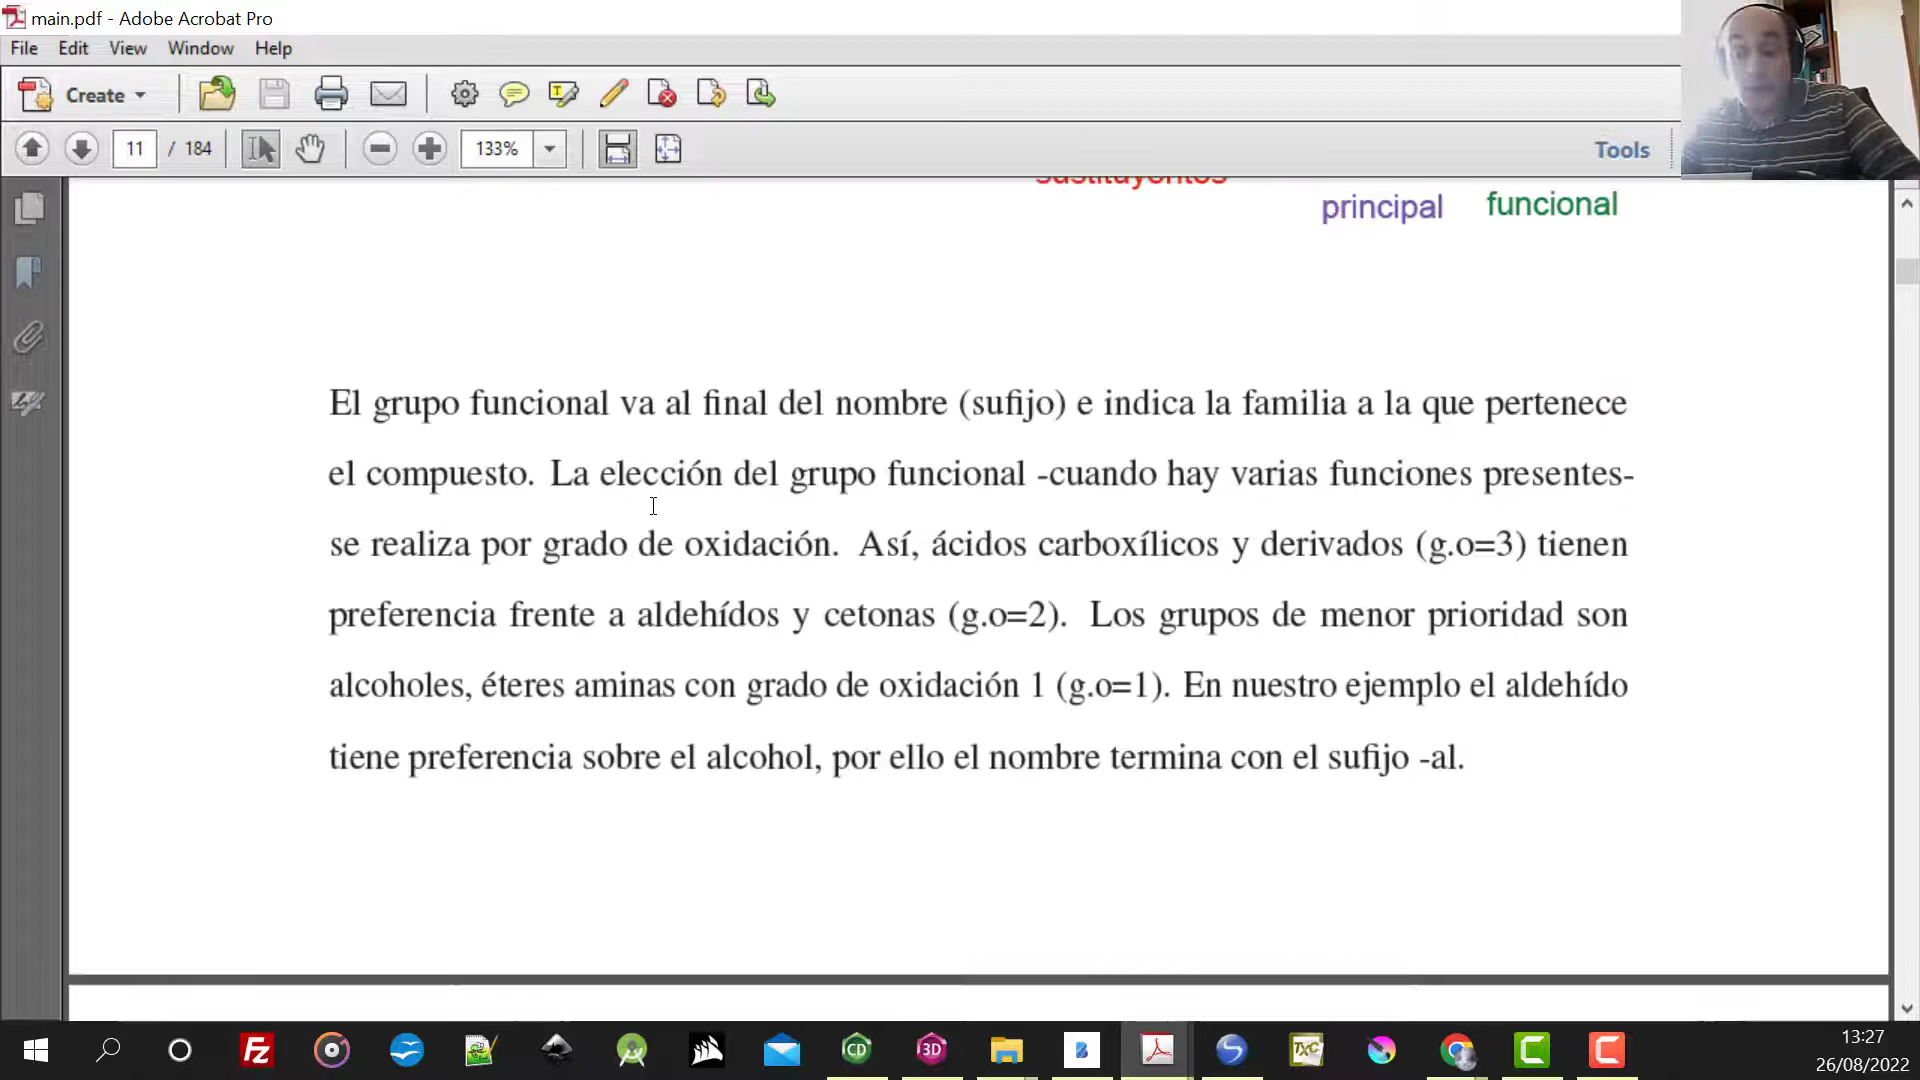 main.pdf - Adobe Acrobat Pro
File Edit View Window Help
Create
11 / 184 133% Tools
sustituyentes
principal funcional
El grupo funcional va al final del nombre (sufijo) e indica la familia a la que pertenece
el compuesto. La elección del grupo funcional -cuando hay varias funciones presentes-
se realiza por grado de oxidación. Así, ácidos carboxílicos y derivados (g.o=3) tienen
preferencia frente a aldehídos y cetonas (g.o=2). Los grupos de menor prioridad son
alcoholes, éteres aminas con grado de oxidación 1 (g.o=1). En nuestro ejemplo el aldehído
tiene preferencia sobre el alcohol, por ello el nombre termina con el sufijo -al.
13:27
26/08/2022